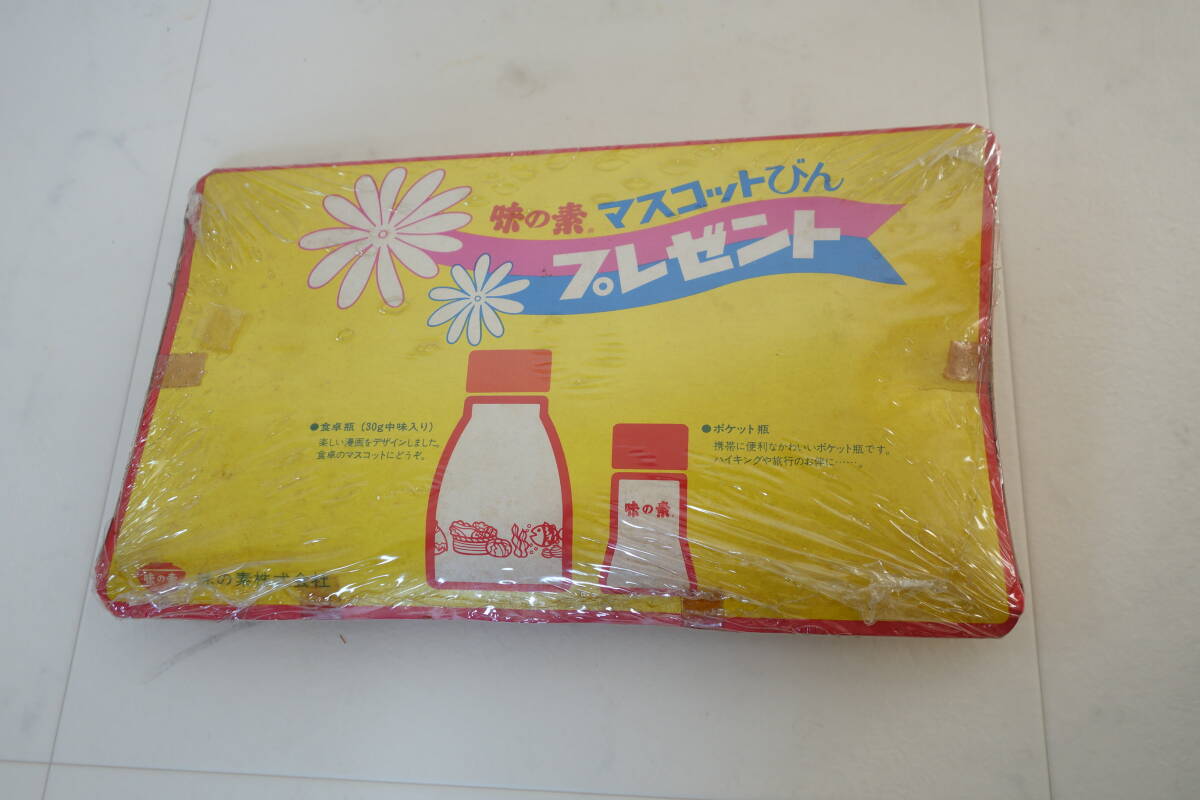 味の素® マスコットびん
プレゼント
●食卓瓶（30g中味入り）
楽しい漫画をデザインしました。
食卓のマスコットにどうぞ。
●ポケット瓶
携帯に便利なかわいいポケット瓶です。
ハイキングや旅行のお伴に……。
味の素®
味の素 味の素株式会社